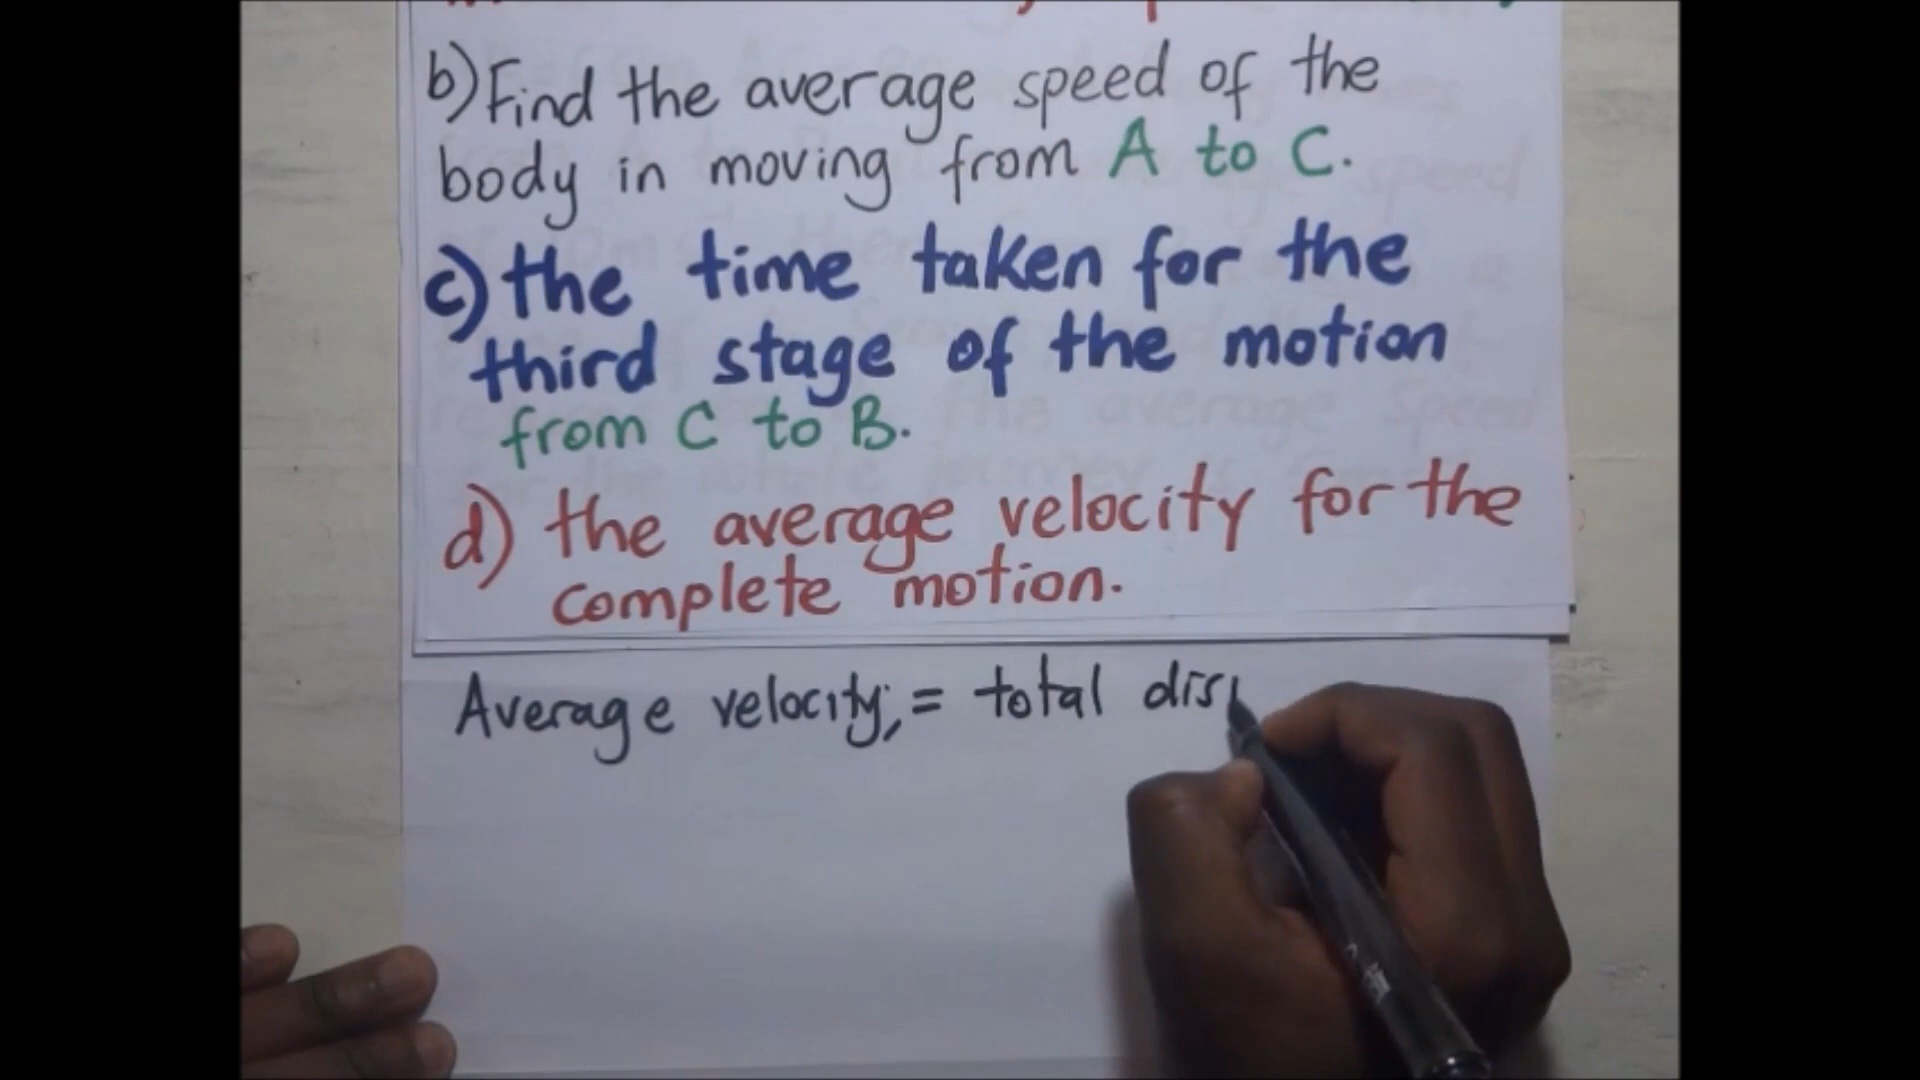 b) Find the average speed of the
body in moving from A to C.
c) the time taken for the
third stage of the motion
from C to B.
d) the average velocity for the
complete motion.
Average velocity, = total disp